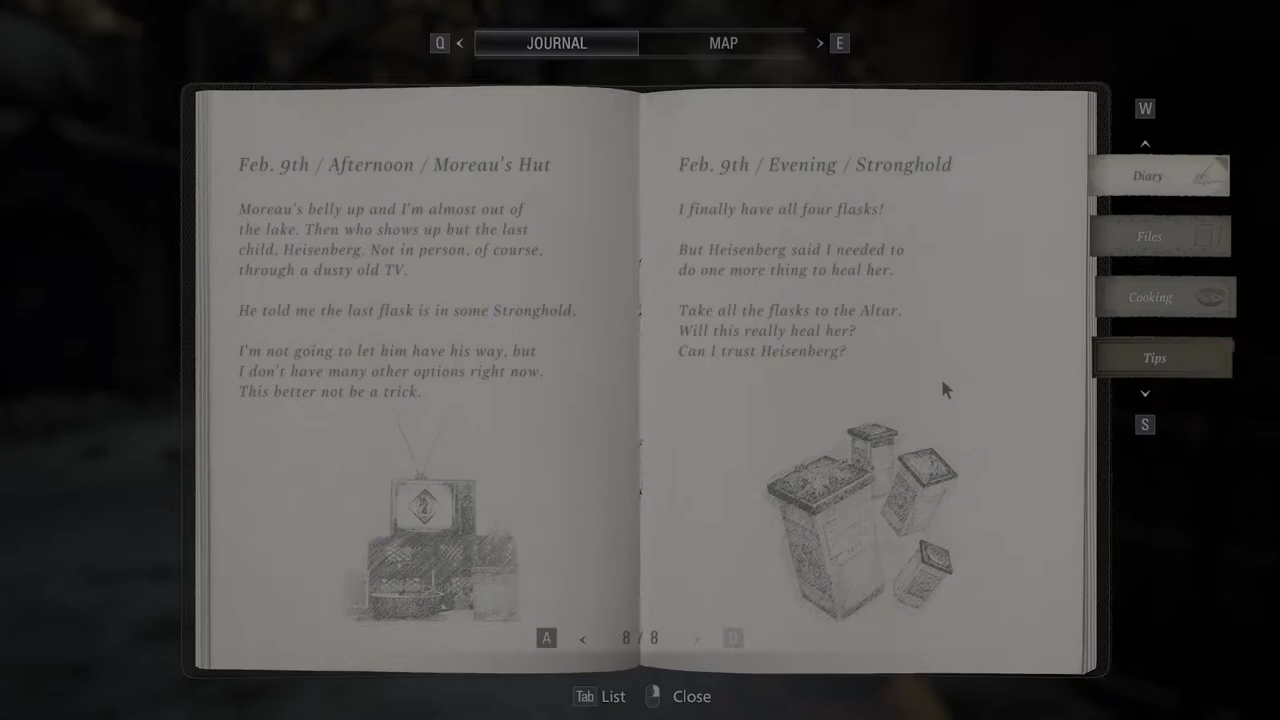 Q < JOURNAL MAP > E
Feb. 9th / Afternoon / Moreau's Hut
Moreau's belly up and I'm almost out of
the lake. Then who shows up but the last
child, Heisenberg. Not in person, of course,
through a dusty old TV.
He told me the last flask is in some Stronghold.
I'm not going to let him have his way, but
I don't have many other options right now.
This better not be a trick.
Feb. 9th / Evening / Stronghold
I finally have all four flasks!
But Heisenberg said I needed to
do one more thing to heal her.
Take all the flasks to the Altar.
Will this really heal her?
Can I trust Heisenberg?
W
Diary
Files
Cooking
Tips
S
A < 8 / 8 > D
Tab List Close